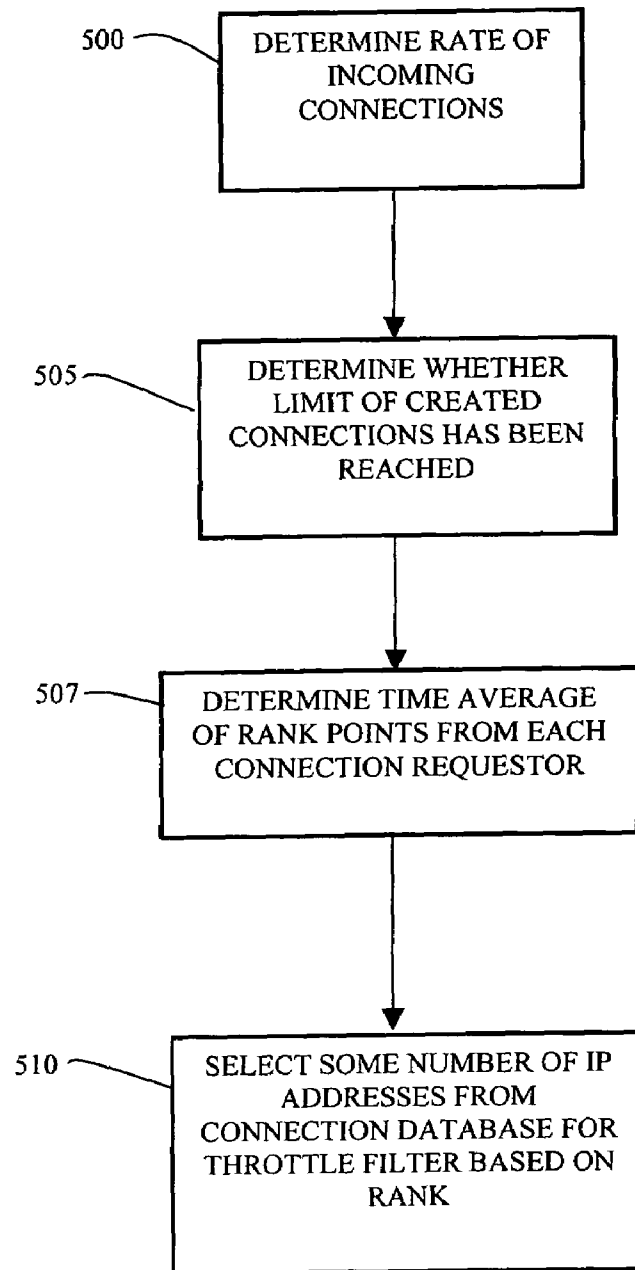 500
DETERMINE RATE OF
INCOMING
CONNECTIONS
505
DETERMINE WHETHER
LIMIT OF CREATED
CONNECTIONS HAS BEEN
REACHED
507
DETERMINE TIME AVERAGE
OF RANK POINTS FROM EACH
CONNECTION REQUESTOR
510
SELECT SOME NUMBER OF IP
ADDRESSES FROM
CONNECTION DATABASE FOR
THROTTLE FILTER BASED ON
RANK